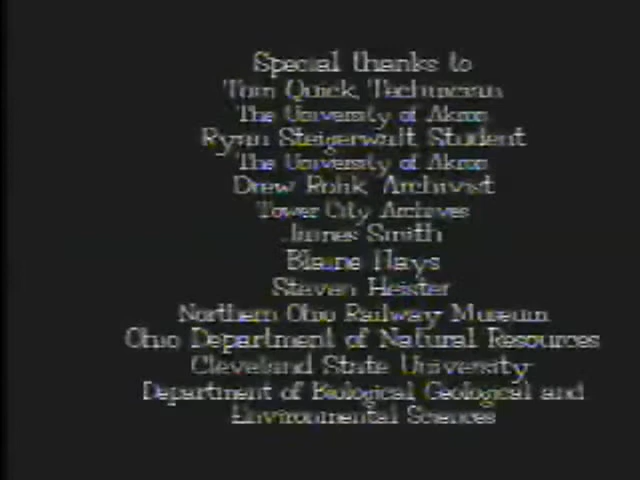 Special thanks to
Tom Quick, Technician
The University of Akron
Ryan Steigerwalt Student
The University of Akron
Drew Rolik, Archivist
Tower City Archives
James Smith
Blaine Hays
Steven Heister
Northern Ohio Railway Museum
Ohio Department of Natural Resources
Cleveland State University
Department of Biological Geological and
Environmental Sciences